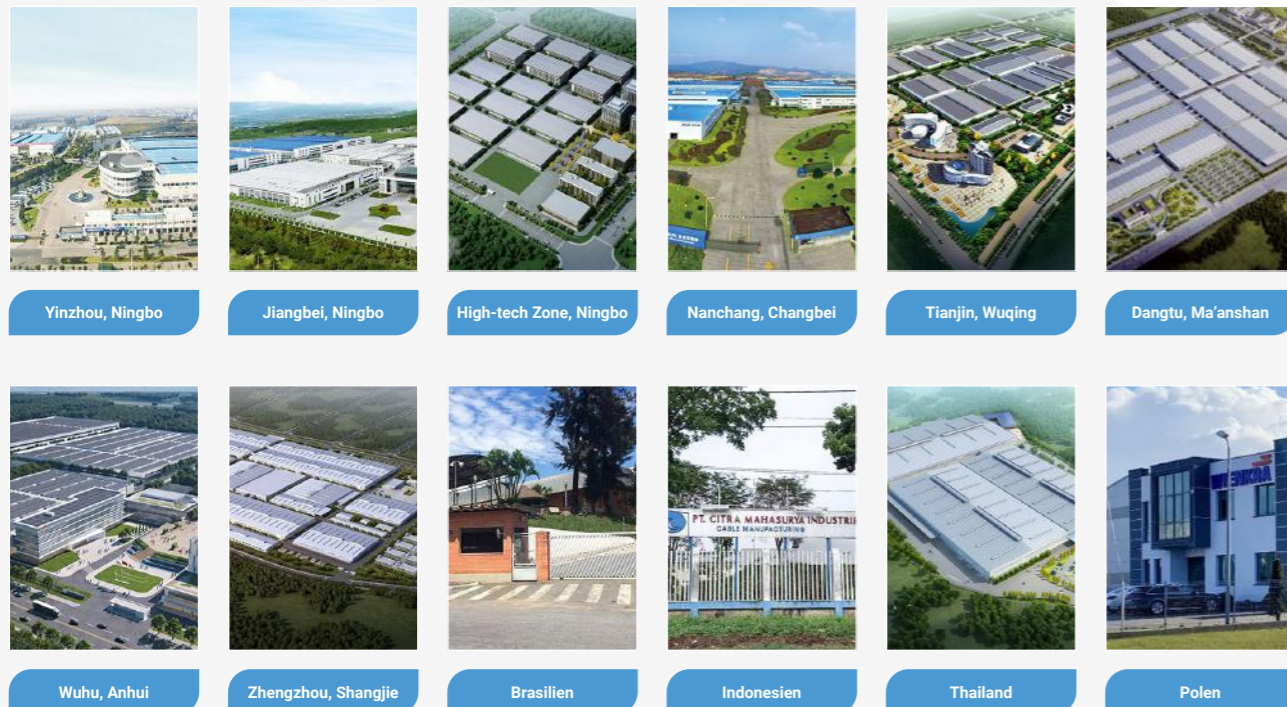 Yinzhou, Ningbo
Jiangbei, Ningbo
High-tech Zone, Ningbo
Nanchang, Changbei
Tianjin, Wuqing
Dangtu, Ma’anshan
PT. CITRA MAHASURYA INDUSTRIE
CABLE MANUFACTURING
Wuhu, Anhui
Zhengzhou, Shangjie
Brasilien
Indonesien
Thailand
Polen